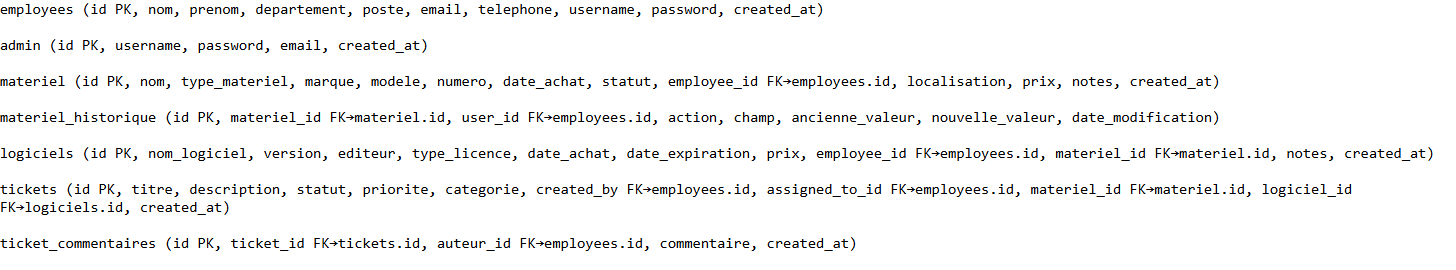 employees (id PK, nom, prenom, departement, poste, email, telephone, username, password, created_at)
admin (id PK, username, password, email, created_at)
materiel (id PK, nom, type_materiel, marque, modele, numero, date_achat, statut, employee_id FK→employees.id, localisation, prix, notes, created_at)
materiel_historique (id PK, materiel_id FK→materiel.id, user_id FK→employees.id, action, champ, ancienne_valeur, nouvelle_valeur, date_modification)
logiciels (id PK, nom_logiciel, version, editeur, type_licence, date_achat, date_expiration, prix, employee_id FK→employees.id, materiel_id FK→materiel.id, notes, created_at)
tickets (id PK, titre, description, statut, priorite, categorie, created_by FK→employees.id, assigned_to_id FK→employees.id, materiel_id FK→materiel.id, logiciel_id
FK→logiciels.id, created_at)
ticket_commentaires (id PK, ticket_id FK→tickets.id, auteur_id FK→employees.id, commentaire, created_at)